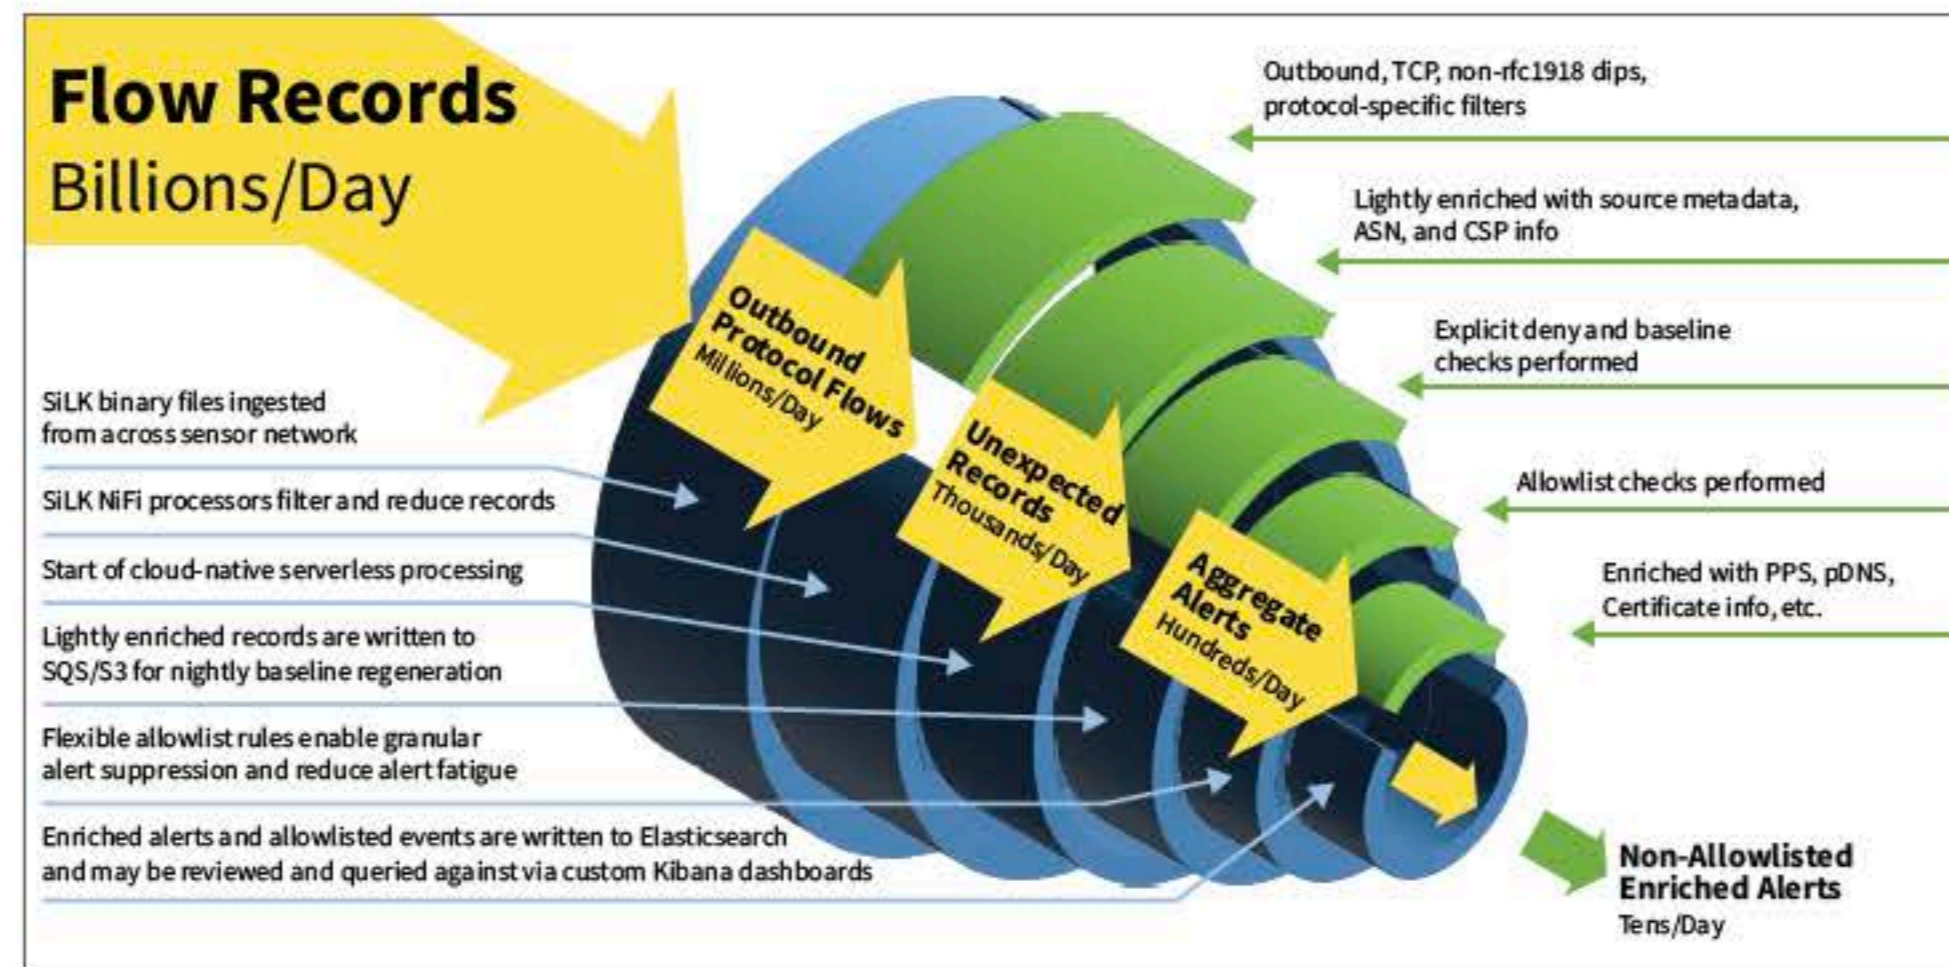 Flow Records
Billions/Day
Outbound, TCP, non-rfc1918 dips,
protocol-specific filters
Lightly enriched with source metadata,
ASN, and CSP info
Explicit deny and baseline
checks performed
Allowlist checks performed
Enriched with PPS, pDNS,
Certificate info, etc.
Outbound
Protocol Flows
Millions/Day
Unexpected
Records
Thousands/Day
Aggregate
Alerts
Hundreds/Day
SiLK binary files ingested
from across sensor network
SiLK NiFi processors filter and reduce records
Start of cloud-native serverless processing
Lightly enriched records are written to
SQS/S3 for nightly baseline regeneration
Flexible allowlist rules enable granular
alert suppression and reduce alert fatigue
Enriched alerts and allowlisted events are written to Elasticsearch
and may be reviewed and queried against via custom Kibana dashboards
Non-Allowlisted
Enriched Alerts
Tens/Day